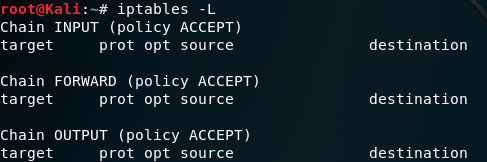 root@Kali:~# iptables -L
Chain INPUT (policy ACCEPT)
target     prot opt source               destination

Chain FORWARD (policy ACCEPT)
target     prot opt source               destination

Chain OUTPUT (policy ACCEPT)
target     prot opt source               destination